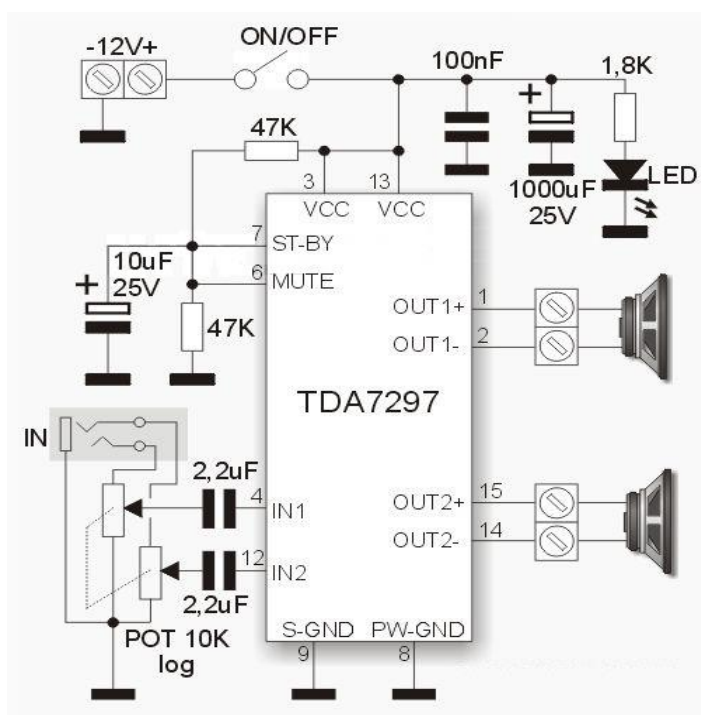 -12V+
ON/OFF
100nF
1,8K
+
47K
3
13
VCC
VCC
1000uF
25V
LED
7
ST-BY
10uF
25V
+
6
MUTE
47K
OUT1+
1
OUT1-
2
TDA7297
IN
2,2uF
4
IN1
OUT2+
15
OUT2-
14
12
IN2
2,2uF
POT 10K
log
S-GND
PW-GND
9
8